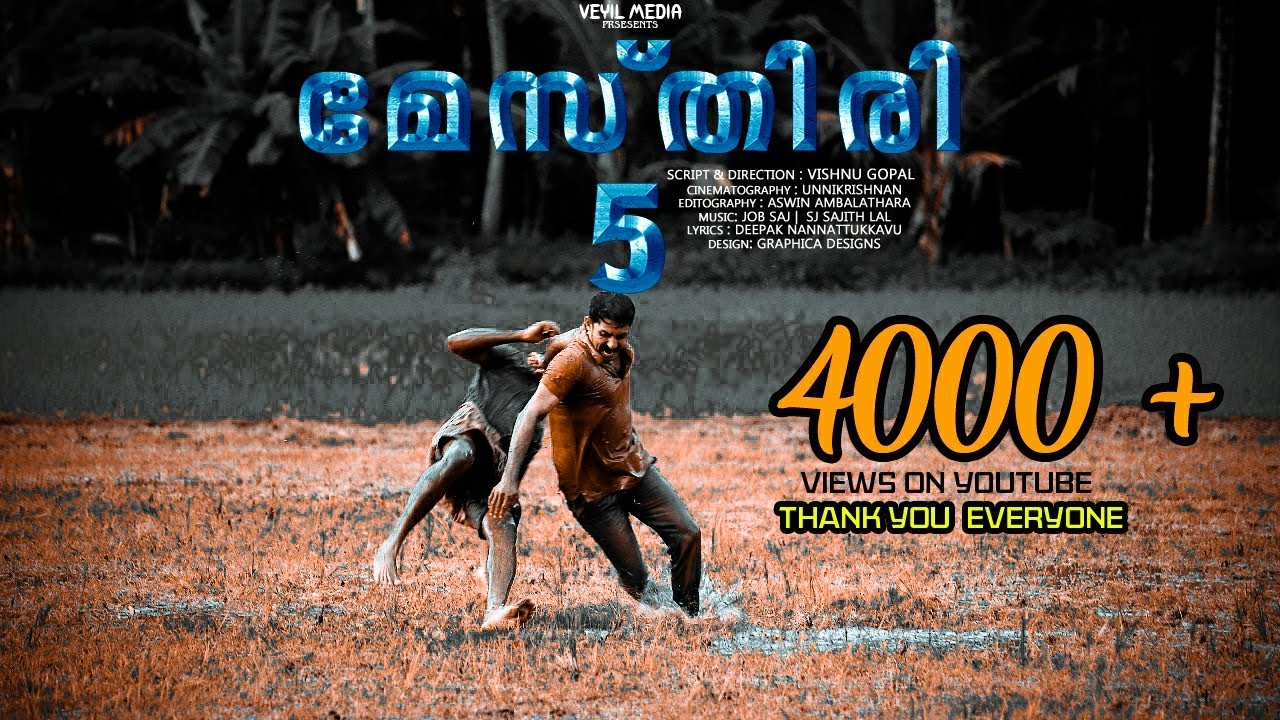 VEYIL MEDIA
PRSESENTS
മേസ്തിരി
5
SCRIPT & DIRECTION : VISHNU GOPAL
CINEMATOGRAPHY : UNNIKRISHNAN
EDITOGRAPHY : ASWIN AMBALATHARA
MUSIC: JOB SAJ | SJ SAJITH LAL
LYRICS : DEEPAK NANNATTUKKAVU
DESIGN: GRAPHICA DESIGNS
4000 +
VIEWS ON YOUTUBE
THANK YOU EVERYONE